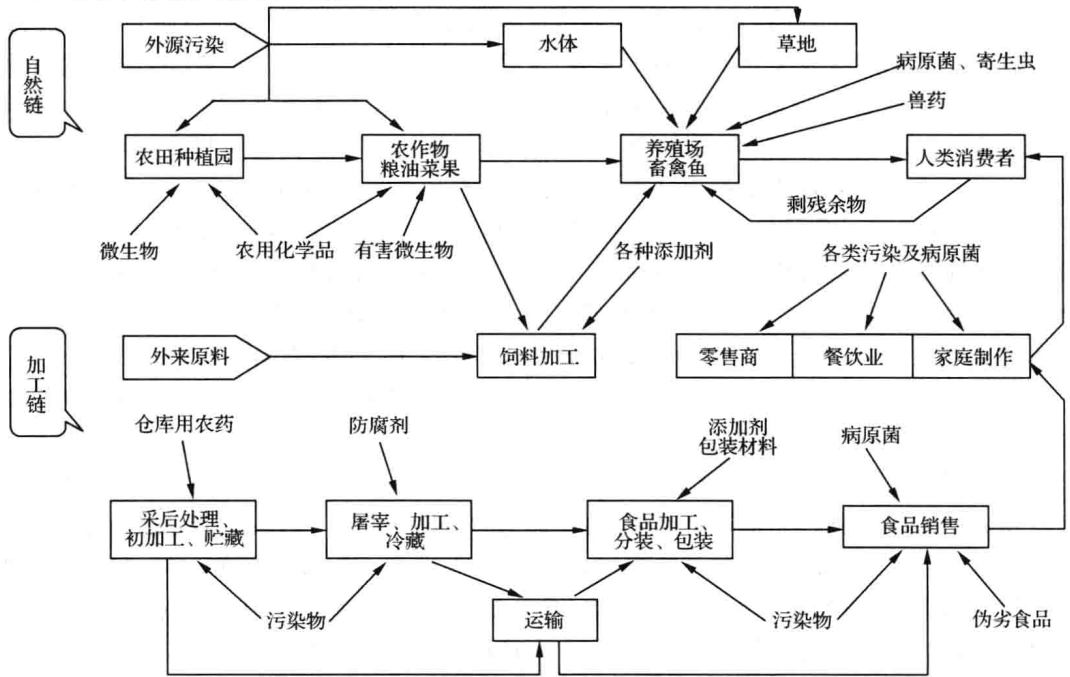 自然链
外源污染
水体
草地
病原菌、寄生虫
兽药
农田种植园
农作物
粮油菜果
养殖场
畜禽鱼
人类消费者
剩残余物
微生物
农用化学品
有害微生物
各种添加剂
各类污染及病原菌
加工链
外来原料
饲料加工
零售商
餐饮业
家庭制作
仓库用农药
防腐剂
添加剂
包装材料
病原菌
采后处理、
初加工、贮藏
屠宰、加工、
冷藏
食品加工、
分装、包装
食品销售
污染物
运输
污染物
伪劣食品